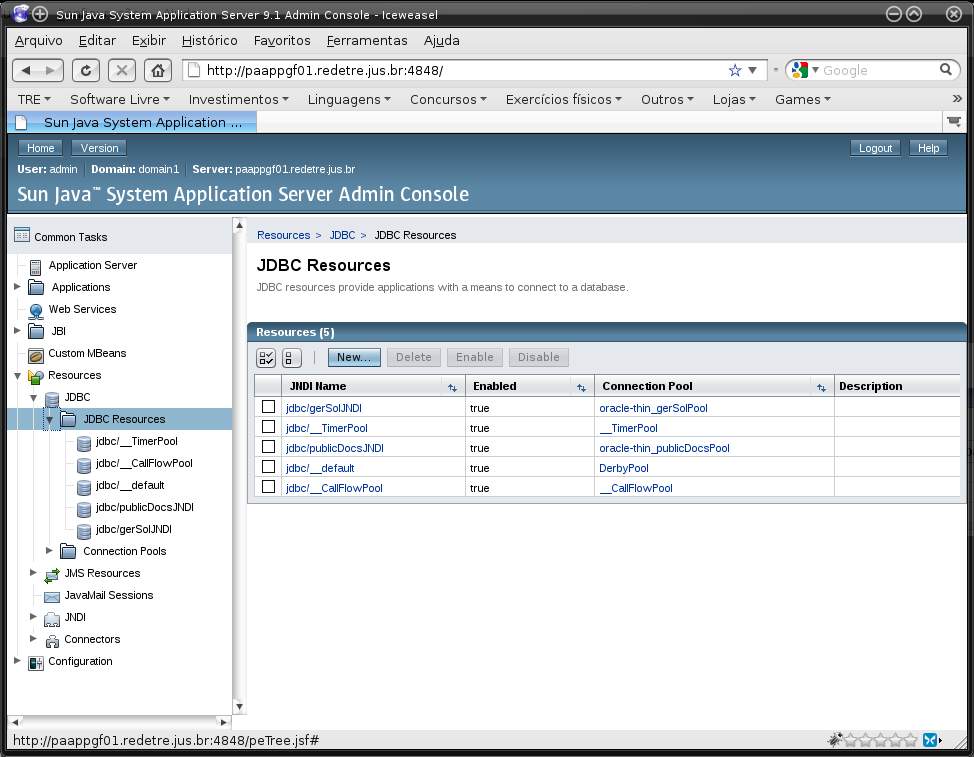 Sun Java System Application Server 9.1 Admin Console - Iceweasel
Arquivo Editar Exibir Histórico Favoritos Ferramentas Ajuda
http://paappgf01.redetre.jus.br:4848/ Google
TRE Software Livre Investimentos Linguagens Concursos Exercícios físicos Outros Lojas Games »
Sun Java System Application ...
Home Version Logout Help
User: admin Domain: domain1 Server: paappgf01.redetre.jus.br
Sun Java™ System Application Server Admin Console
Common Tasks
Application Server
Applications
Web Services
JBI
Custom MBeans
Resources
JDBC
JDBC Resources
jdbc/__TimerPool
jdbc/__CallFlowPool
jdbc/__default
jdbc/publicDocsJNDI
jdbc/gerSolJNDI
Connection Pools
JMS Resources
JavaMail Sessions
JNDI
Connectors
Configuration
Resources > JDBC > JDBC Resources
JDBC Resources
JDBC resources provide applications with a means to connect to a database.
Resources (5)
New... Delete Enable Disable
JNDI Name Enabled Connection Pool Description
jdbc/gerSolJNDI true oracle-thin_gerSolPool
jdbc/__TimerPool true __TimerPool
jdbc/publicDocsJNDI true oracle-thin_publicDocsPool
jdbc/__default true DerbyPool
jdbc/__CallFlowPool true __CallFlowPool
http://paappgf01.redetre.jus.br:4848/peTree.jsf#